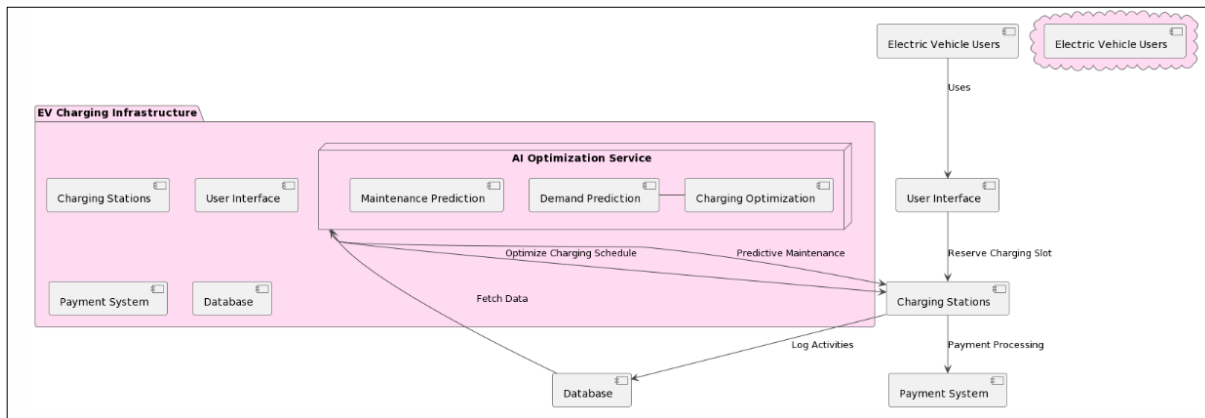 Electric Vehicle Users
Electric Vehicle Users
Uses
EV Charging Infrastructure
AI Optimization Service
Charging Stations
User Interface
Maintenance Prediction
Demand Prediction
Charging Optimization
User Interface
Optimize Charging Schedule
Predictive Maintenance
Reserve Charging Slot
Payment System
Database
Fetch Data
Charging Stations
Log Activities
Payment Processing
Database
Payment System